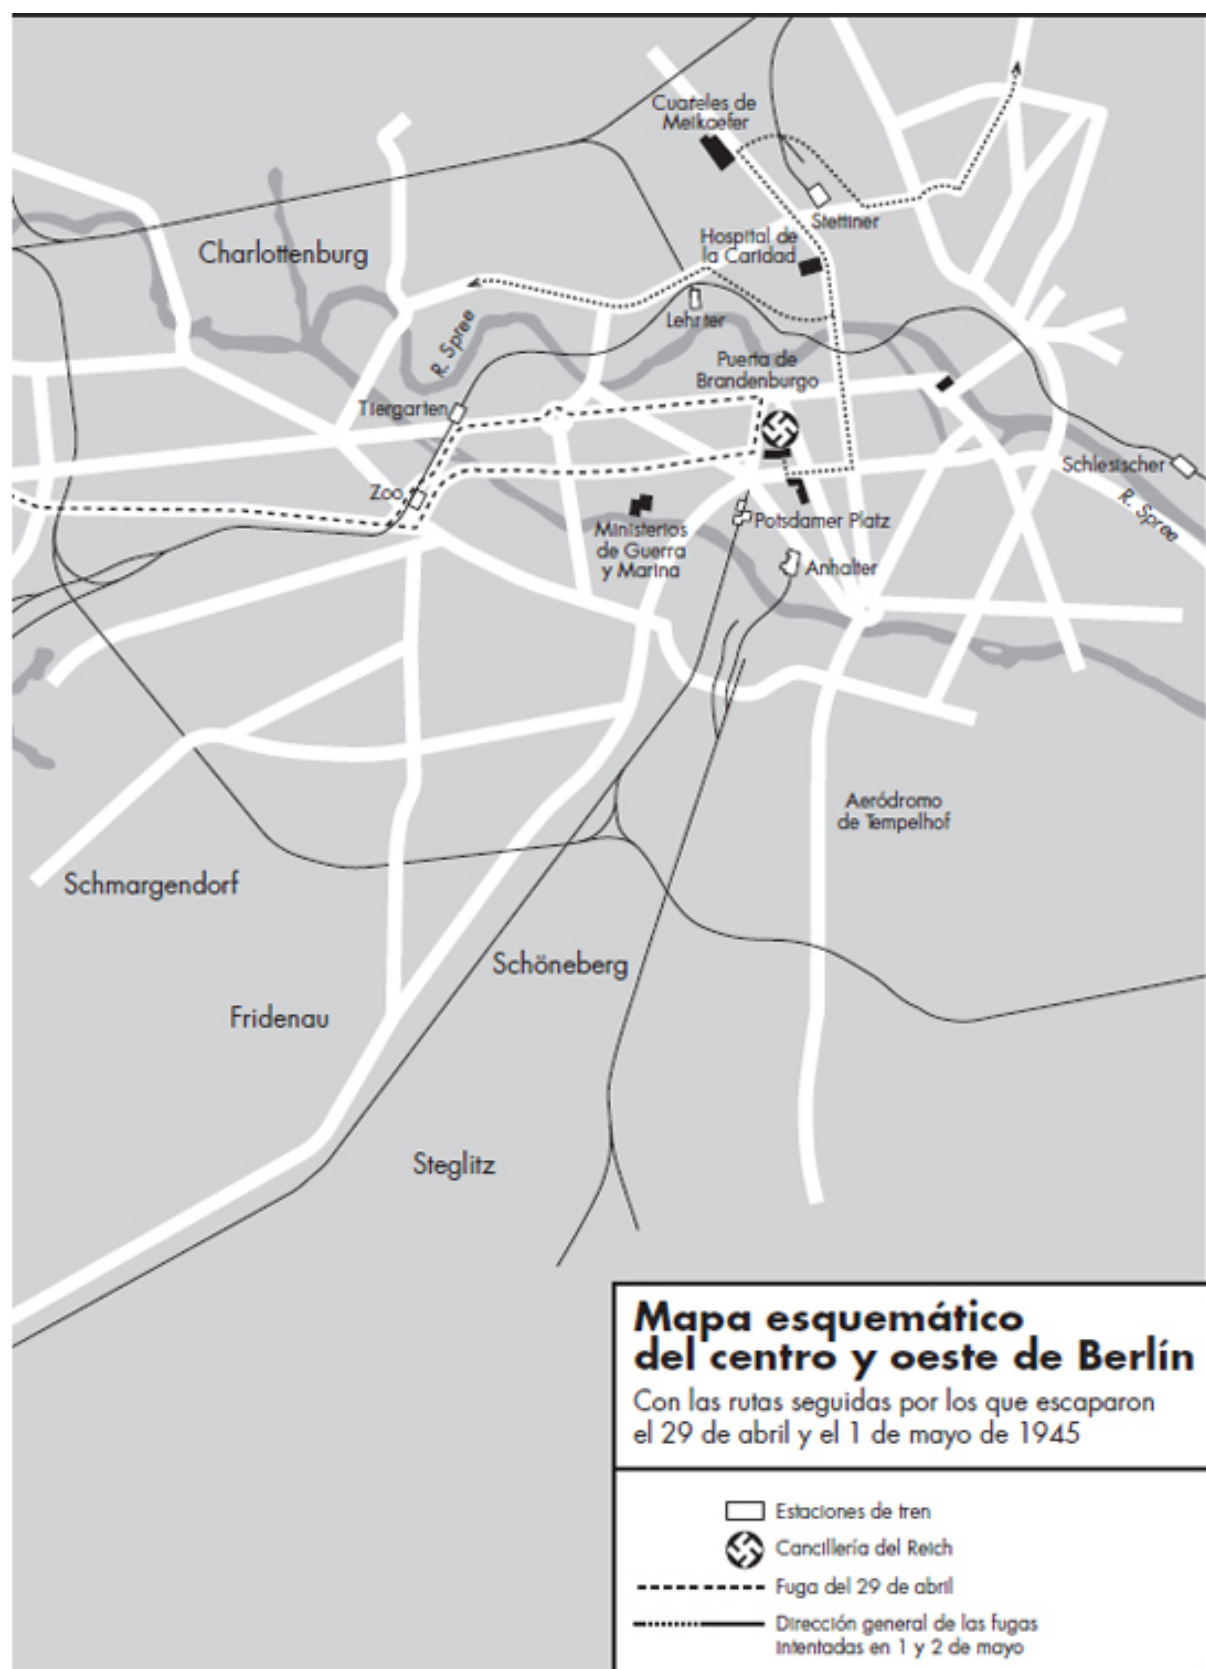 Cuateles de
Meikaefer
Stettiner
Hospital de
la Caridad
Charlottenburg
Lehrter
R. Spree
Puerta de
Brandenburgo
Tiergarten
Schlesischer
Zoo
R. Spree
Potsdamer Platz
Ministerios
de Guerra
y Marina
Anhalter
Aeródromo
de Tempelhof
Schmargendorf
Schöneberg
Fridenau
Steglitz
Mapa esquemático
del centro y oeste de Berlín
Con las rutas seguidas por los que escaparon
el 29 de abril y el 1 de mayo de 1945
Estaciones de tren
Cancillería del Reich
Fuga del 29 de abril
Dirección general de las fugas
intentadas en 1 y 2 de mayo